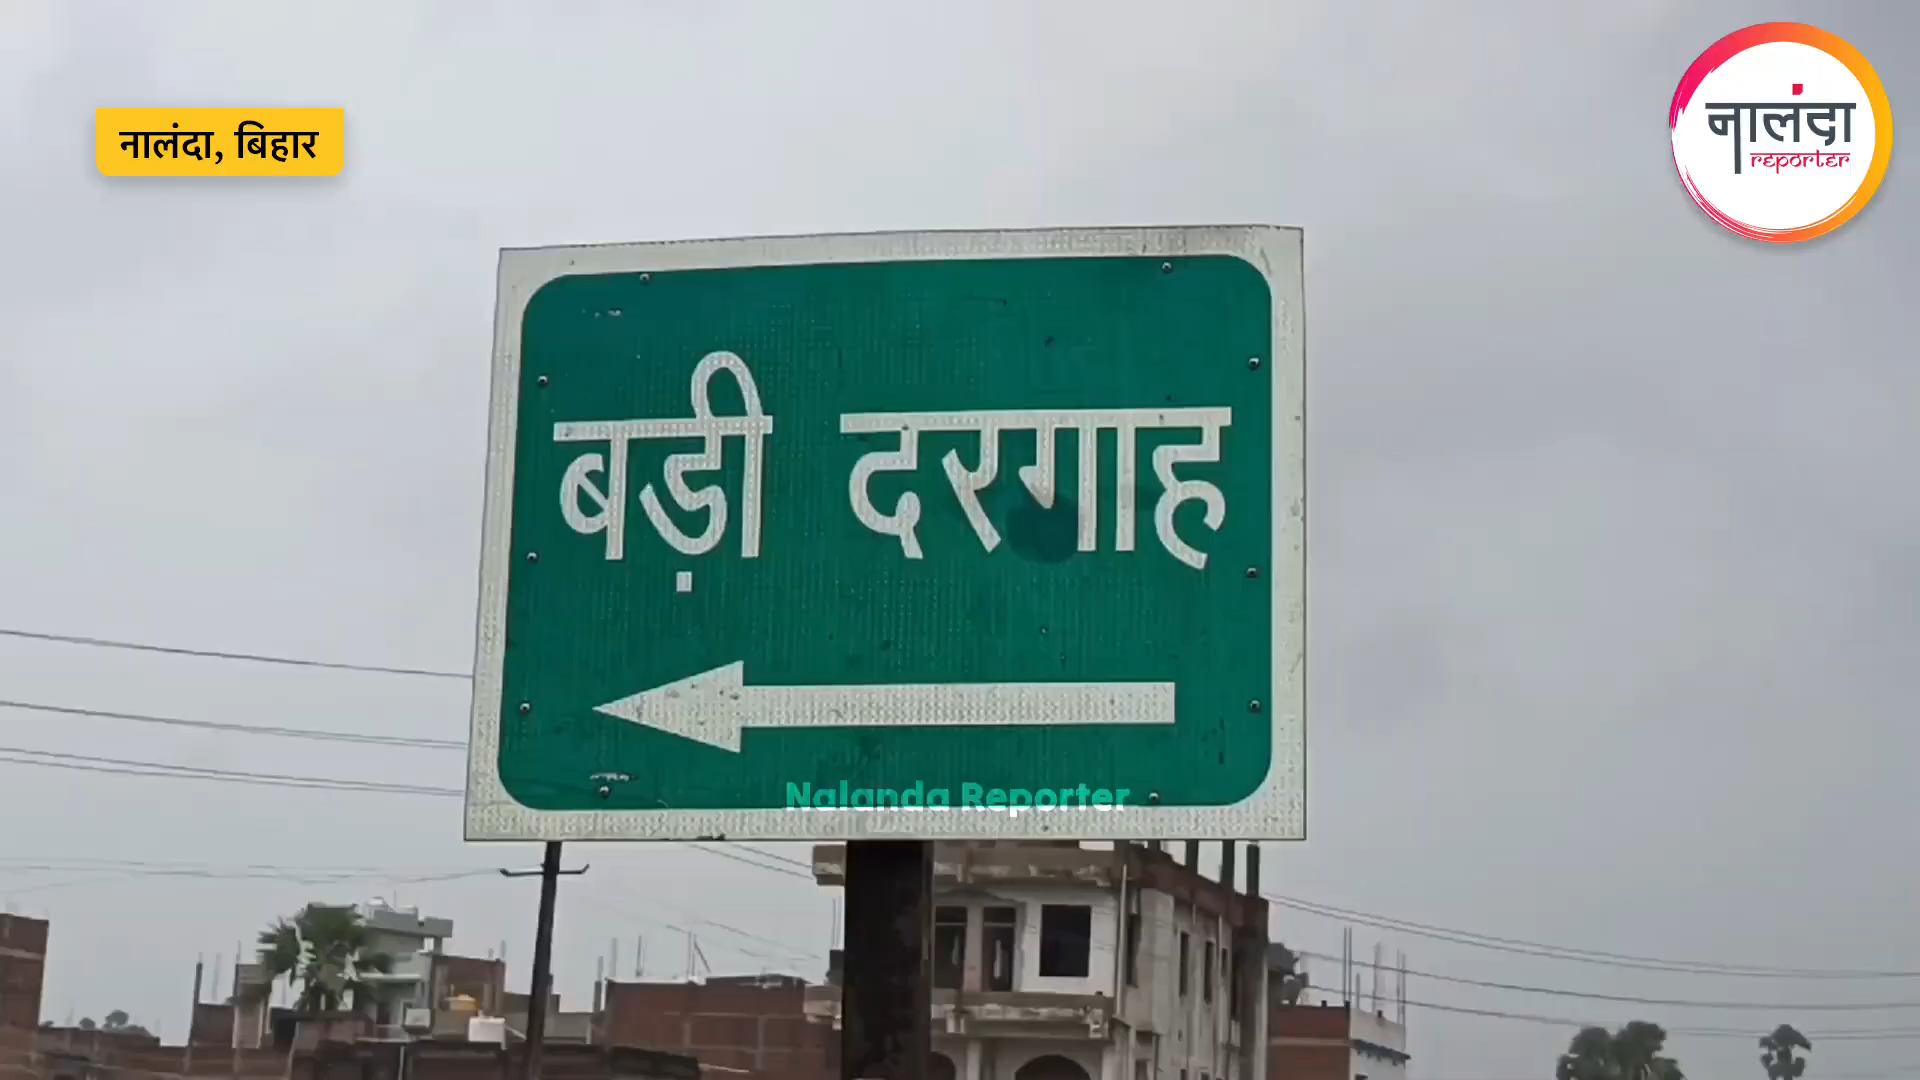 नालंदा, बिहार
नालंदा
reporter
बड़ी दरगाह
Nalanda Reporter